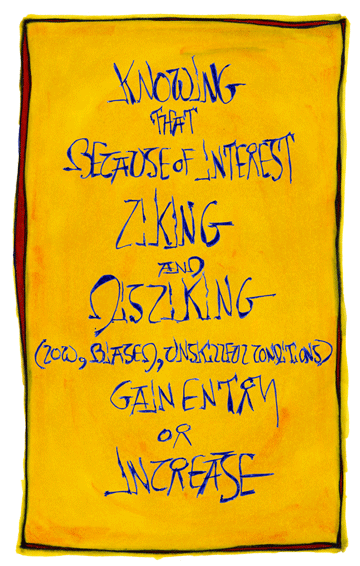 KNOWING
THAT
BECAUSE OF INTEREST
LIKING
AND
DISLIKING
(LOW, BIASED, UNSKILLFUL CONDITIONS)
GAIN ENTRY
OR
INCREASE